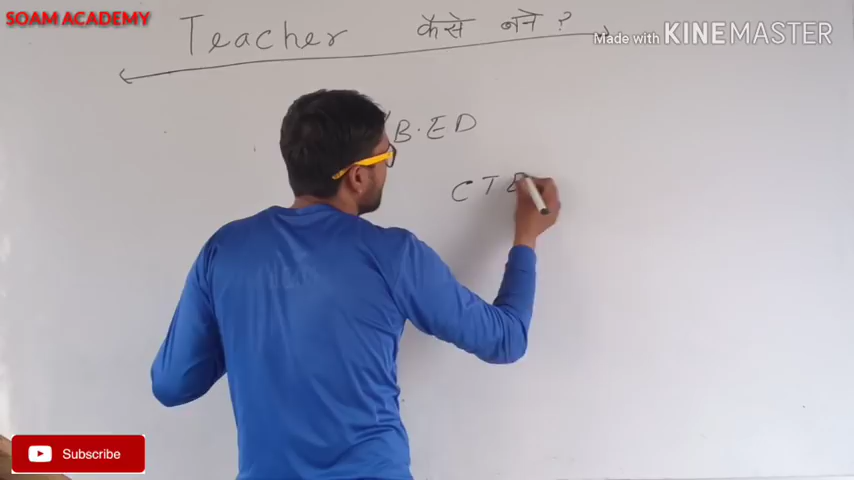 SOAM ACADEMY
Teacher कैसे बने ?
Made with KINEMASTER
B.ED
CT
Subscribe